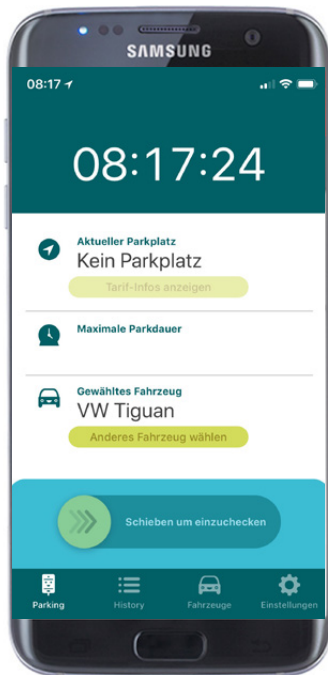 SAMSUNG
08:17
08:17:24
Aktueller Parkplatz
Kein Parkplatz
Tarif-Infos anzeigen
Maximale Parkdauer
Gewähltes Fahrzeug
VW Tiguan
Anderes Fahrzeug wählen
Schieben um einzuchecken
Parking
History
Fahrzeuge
Einstellungen